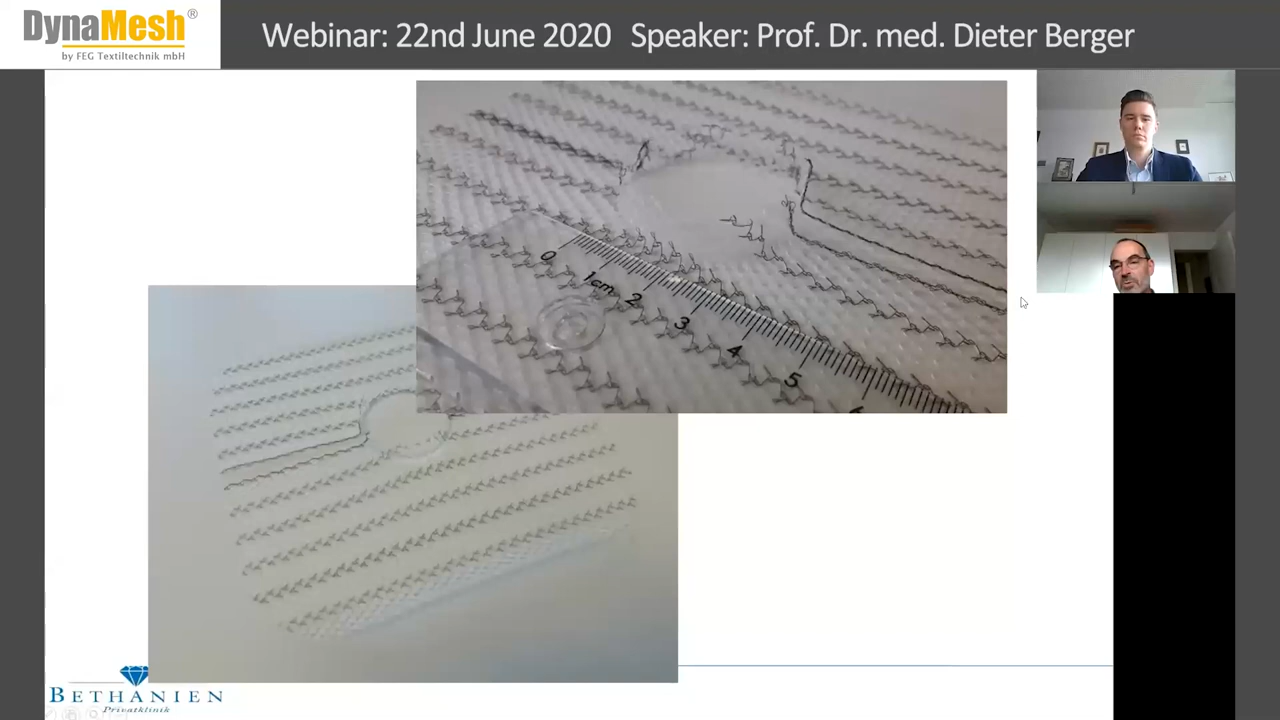 DynaMesh®
by FEG Textiltechnik mbH
Webinar: 22nd June 2020 Speaker: Prof. Dr. med. Dieter Berger
0 1cm 2 3 4 5 6
BETHANIEN
Privatklinik